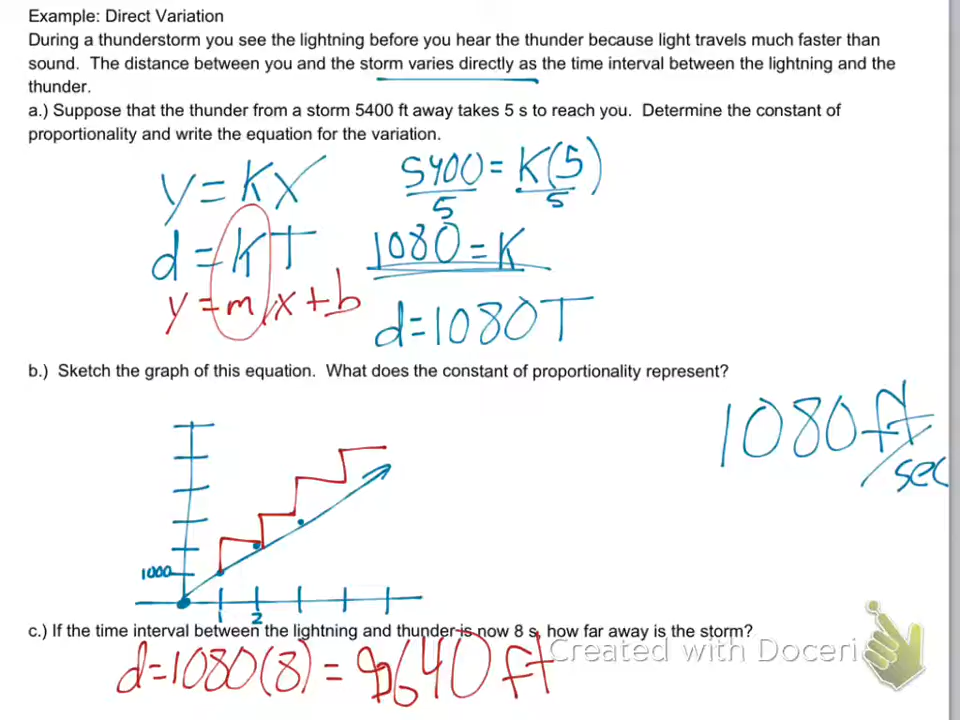 Example: Direct Variation
During a thunderstorm you see the lightning before you hear the thunder because light travels much faster than
sound. The distance between you and the storm varies directly as the time interval between the lightning and the
thunder.
a.) Suppose that the thunder from a storm 5400 ft away takes 5 s to reach you. Determine the constant of
proportionality and write the equation for the variation.
y = KX
5400 = K(5)
5 5
d = KT
1080 = K
y = mx + b
d = 1080T
b.) Sketch the graph of this equation. What does the constant of proportionality represent?
1080 ft/sec
1000
1 2
c.) If the time interval between the lightning and thunder is now 8 s, how far away is the storm?
d = 1080(8) = 8640 ft
Created with Doceri